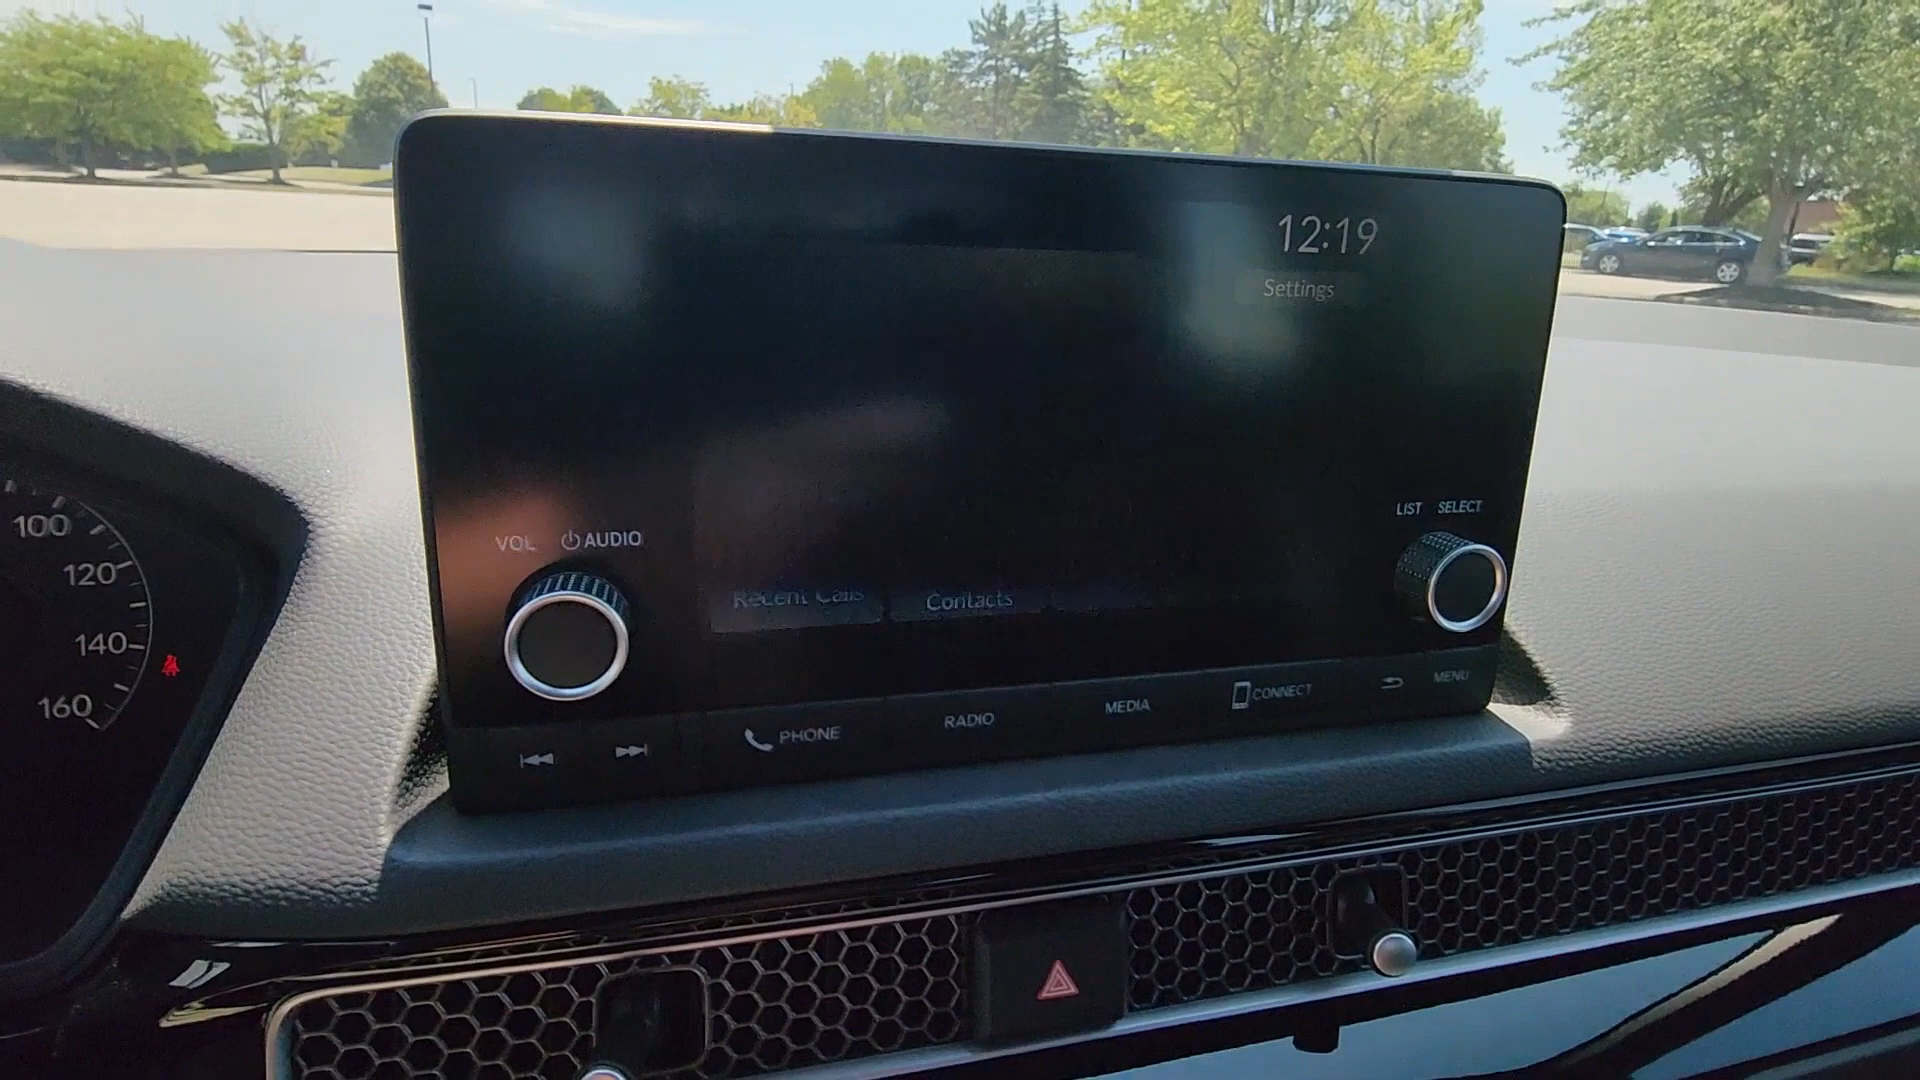 12:19
Settings
LIST SELECT
VOL AUDIO
Recent Calls
Contacts
PHONE
RADIO
MEDIA
CONNECT
MENU
100
120
140
160